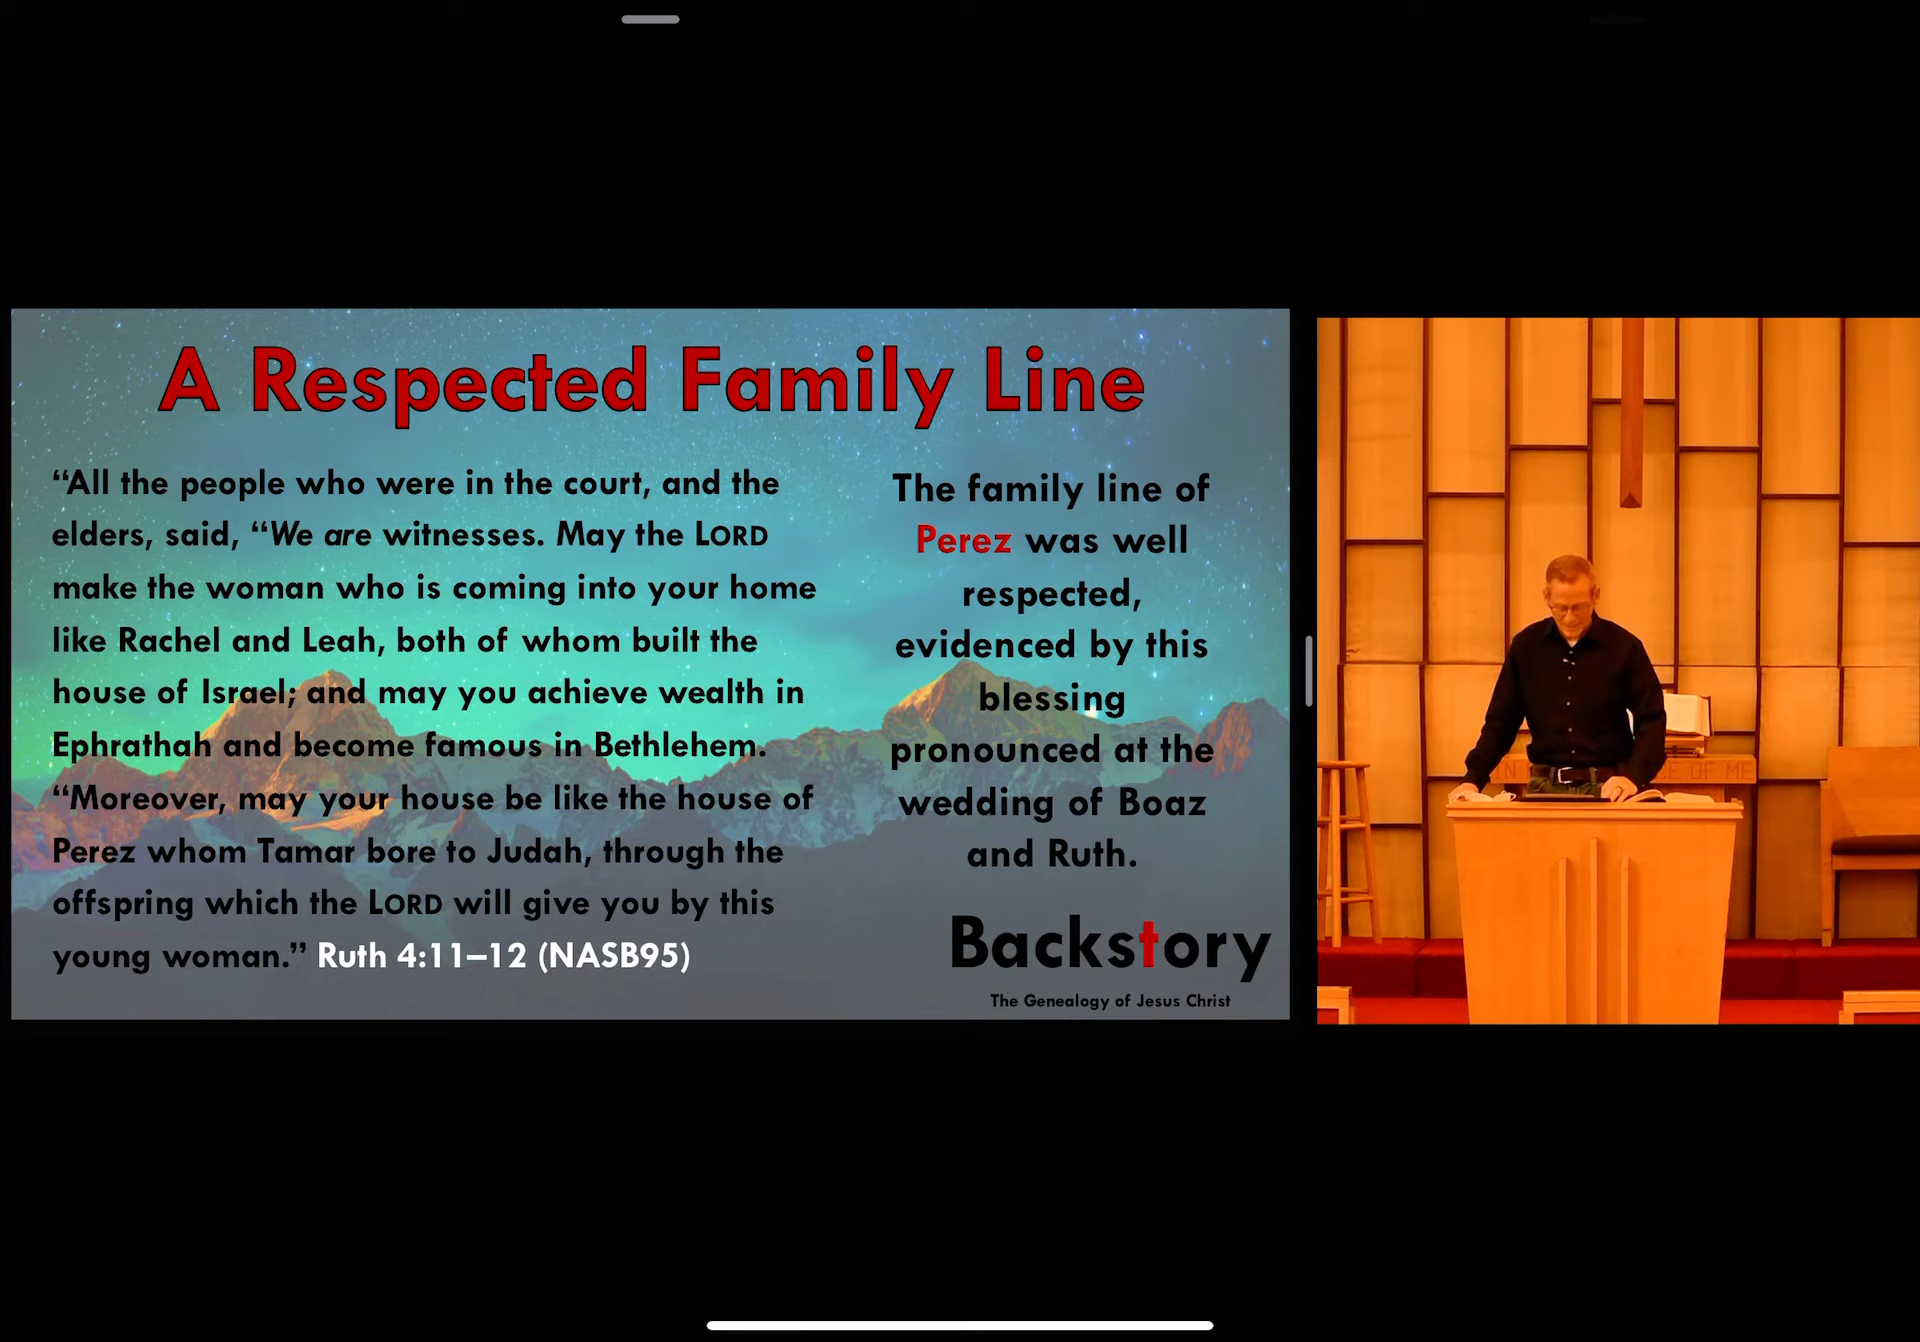 A Respected Family Line
“All the people who were in the court, and the
elders, said, “We are witnesses. May the LORD
make the woman who is coming into your home
like Rachel and Leah, both of whom built the
house of Israel; and may you achieve wealth in
Ephrathah and become famous in Bethlehem.
“Moreover, may your house be like the house of
Perez whom Tamar bore to Judah, through the
offspring which the LORD will give you by this
young woman.” Ruth 4:11–12 (NASB95)
The family line of
Perez was well
respected,
evidenced by this
blessing
pronounced at the
wedding of Boaz
and Ruth.
Backstory
The Genealogy of Jesus Christ
IN
OF ME